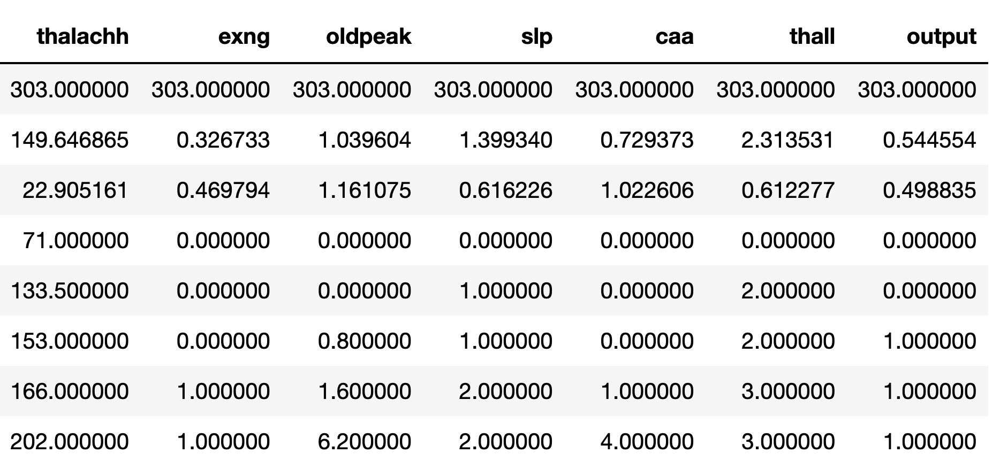 thalachh exng oldpeak slp caa thall output
303.000000 303.000000 303.000000 303.000000 303.000000 303.000000 303.000000
149.646865 0.326733 1.039604 1.399340 0.729373 2.313531 0.544554
22.905161 0.469794 1.161075 0.616226 1.022606 0.612277 0.498835
71.000000 0.000000 0.000000 0.000000 0.000000 0.000000 0.000000
133.500000 0.000000 0.000000 1.000000 0.000000 2.000000 0.000000
153.000000 0.000000 0.800000 1.000000 0.000000 2.000000 1.000000
166.000000 1.000000 1.600000 2.000000 1.000000 3.000000 1.000000
202.000000 1.000000 6.200000 2.000000 4.000000 3.000000 1.000000